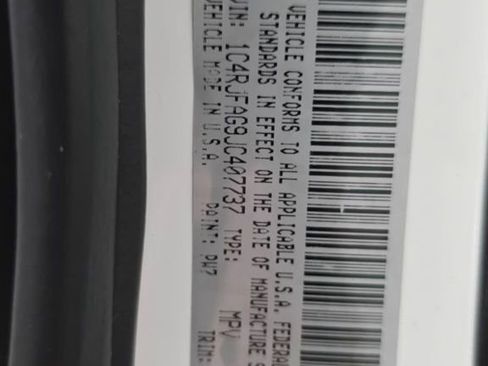 VEHICLE CONFORMS TO ALL APPLICABLE U.S.A. FEDERAL
STANDARDS IN EFFECT ON THE DATE OF MANUFACTURE S
VIN: 1C4RJFAG9JC407737 TYPE: MPV
VEHICLE MADE IN U.S.A. PAINT: PW7 TRIM: